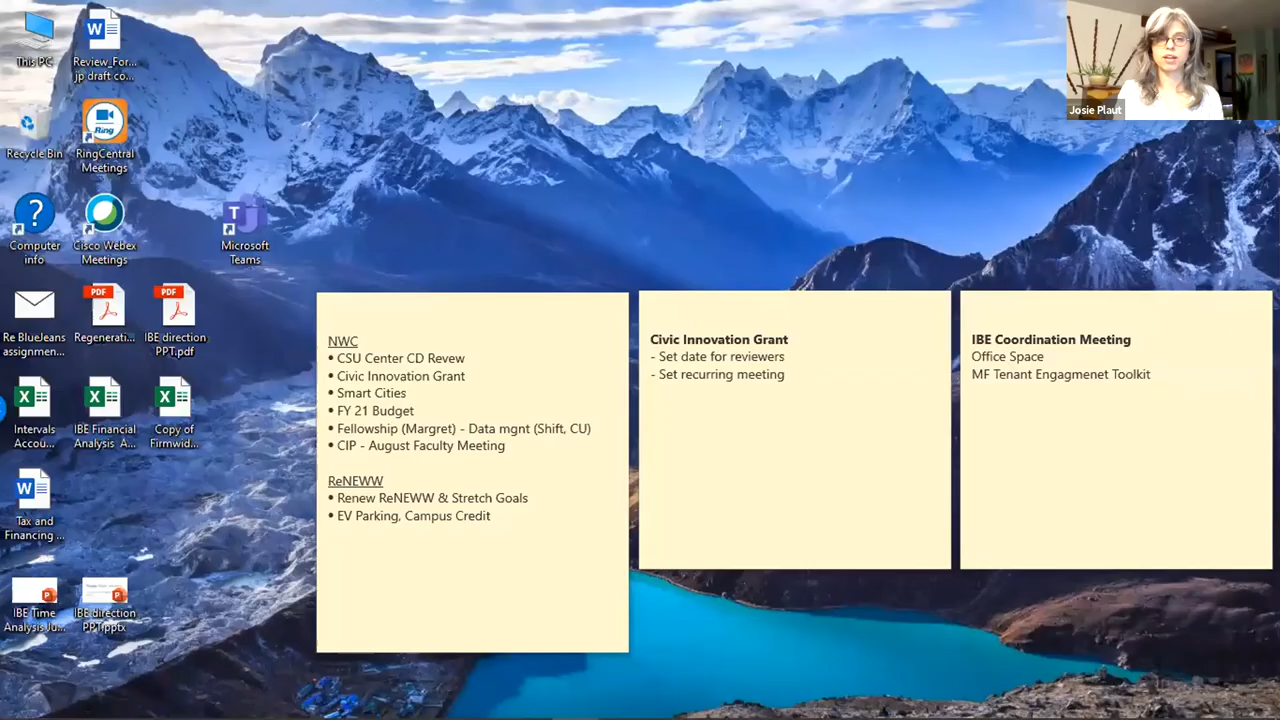 This PC
Review_For...
jp draft co...
Josie Plaut
Recycle Bin
Ring
RingCentral
Meetings
Computer
info
Cisco Webex
Meetings
Microsoft
Teams
PDF
PDF
Re BlueJeans
assignmen...
Regenerati...
IBE direction
PPT.pdf
Intervals
Accou...
IBE Financial
Analysis_A...
Copy of
Firmwid...
Tax and
Financing ...
IBE Time
Analysis Ju...
IBE direction
PPT.pptx
NWC
• CSU Center CD Revew
• Civic Innovation Grant
• Smart Cities
• FY 21 Budget
• Fellowship (Margret) - Data mgnt (Shift, CU)
• CIP - August Faculty Meeting
ReNEWW
• Renew ReNEWW & Stretch Goals
• EV Parking, Campus Credit
Civic Innovation Grant
- Set date for reviewers
- Set recurring meeting
IBE Coordination Meeting
Office Space
MF Tenant Engagmenet Toolkit